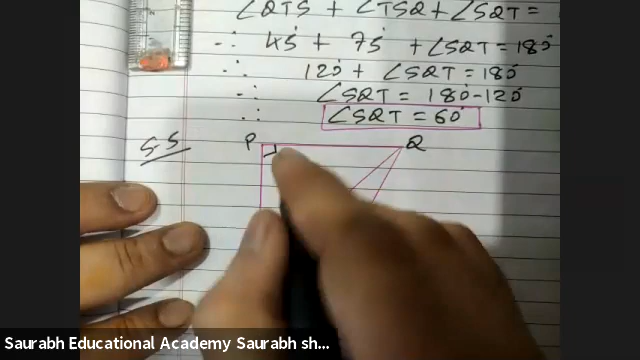 ∠QTS + ∠TSQ + ∠SQT =
∴ 45° + 75° + ∠SQT = 180°
∴ 120° + ∠SQT = 180°
∴ ∠SQT = 180° - 120°
∴ ∠SQT = 60°
P Q
Saurabh Educational Academy Saurabh sh...